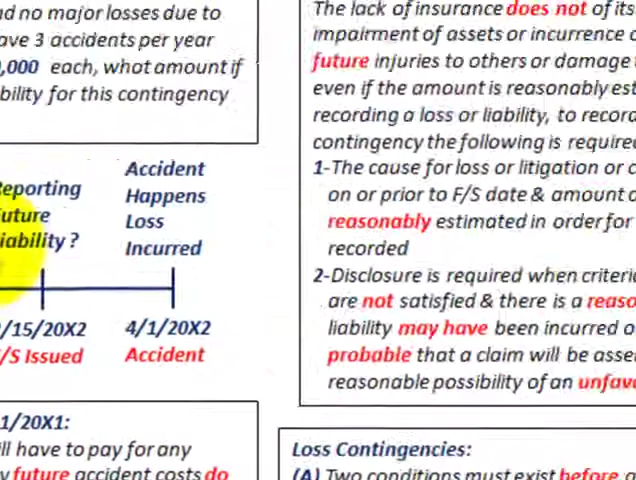 nd no major losses due to
ave 3 accidents per year
,000 each, what amount if
bility for this contingency
The lack of insurance does not of its
impairment of assets or incurrence
future injuries to others or damage
even if the amount is reasonably est
recording a loss or liability, to record
contingency the following is require
1-The cause for loss or litigation or c
on or prior to F/S date & amount
reasonably estimated in order for
recorded
2-Disclosure is required when criteri
are not satisfied & there is a reaso
liability may have been incurred o
probable that a claim will be asse
reasonable possibility of an unfav
eporting
uture
iability ?
Accident
Happens
Loss
Incurred
/15/20X2
/S Issued
4/1/20X2
Accident
1/20X1:
ll have to pay for any
y future accident costs do
Loss Contingencies:
(A) Two conditions must exist before